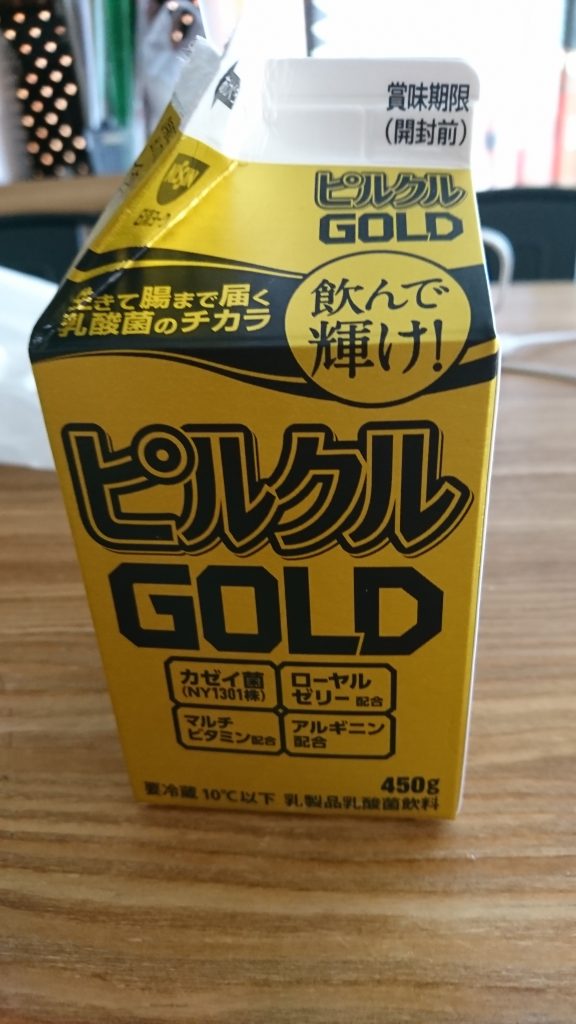 賞味期限
(開封前)
ピルクル
GOLD
生きて腸まで届く
乳酸菌のチカラ
飲んで
輝け!
ピルクル
GOLD
カゼイ菌
(NY1301株)
ローヤル
ゼリー 配合
マルチ
ビタミン配合
アルギニン
配合
450g
要冷蔵 10℃以下 乳製品乳酸菌飲料